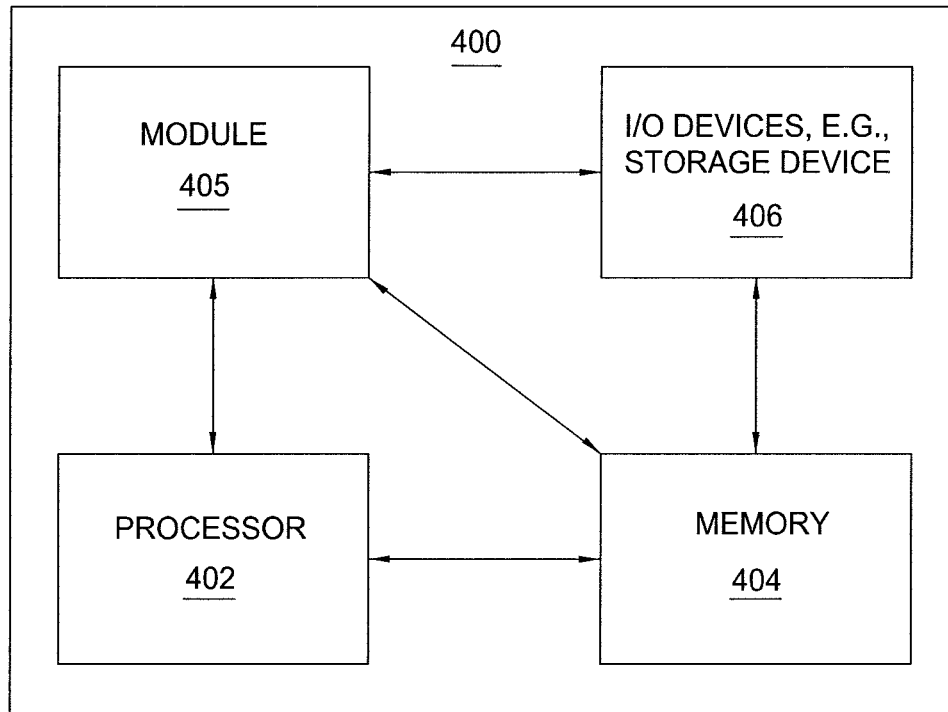 400
MODULE
405
I/O DEVICES, E.G.,
STORAGE DEVICE
406
PROCESSOR
402
MEMORY
404